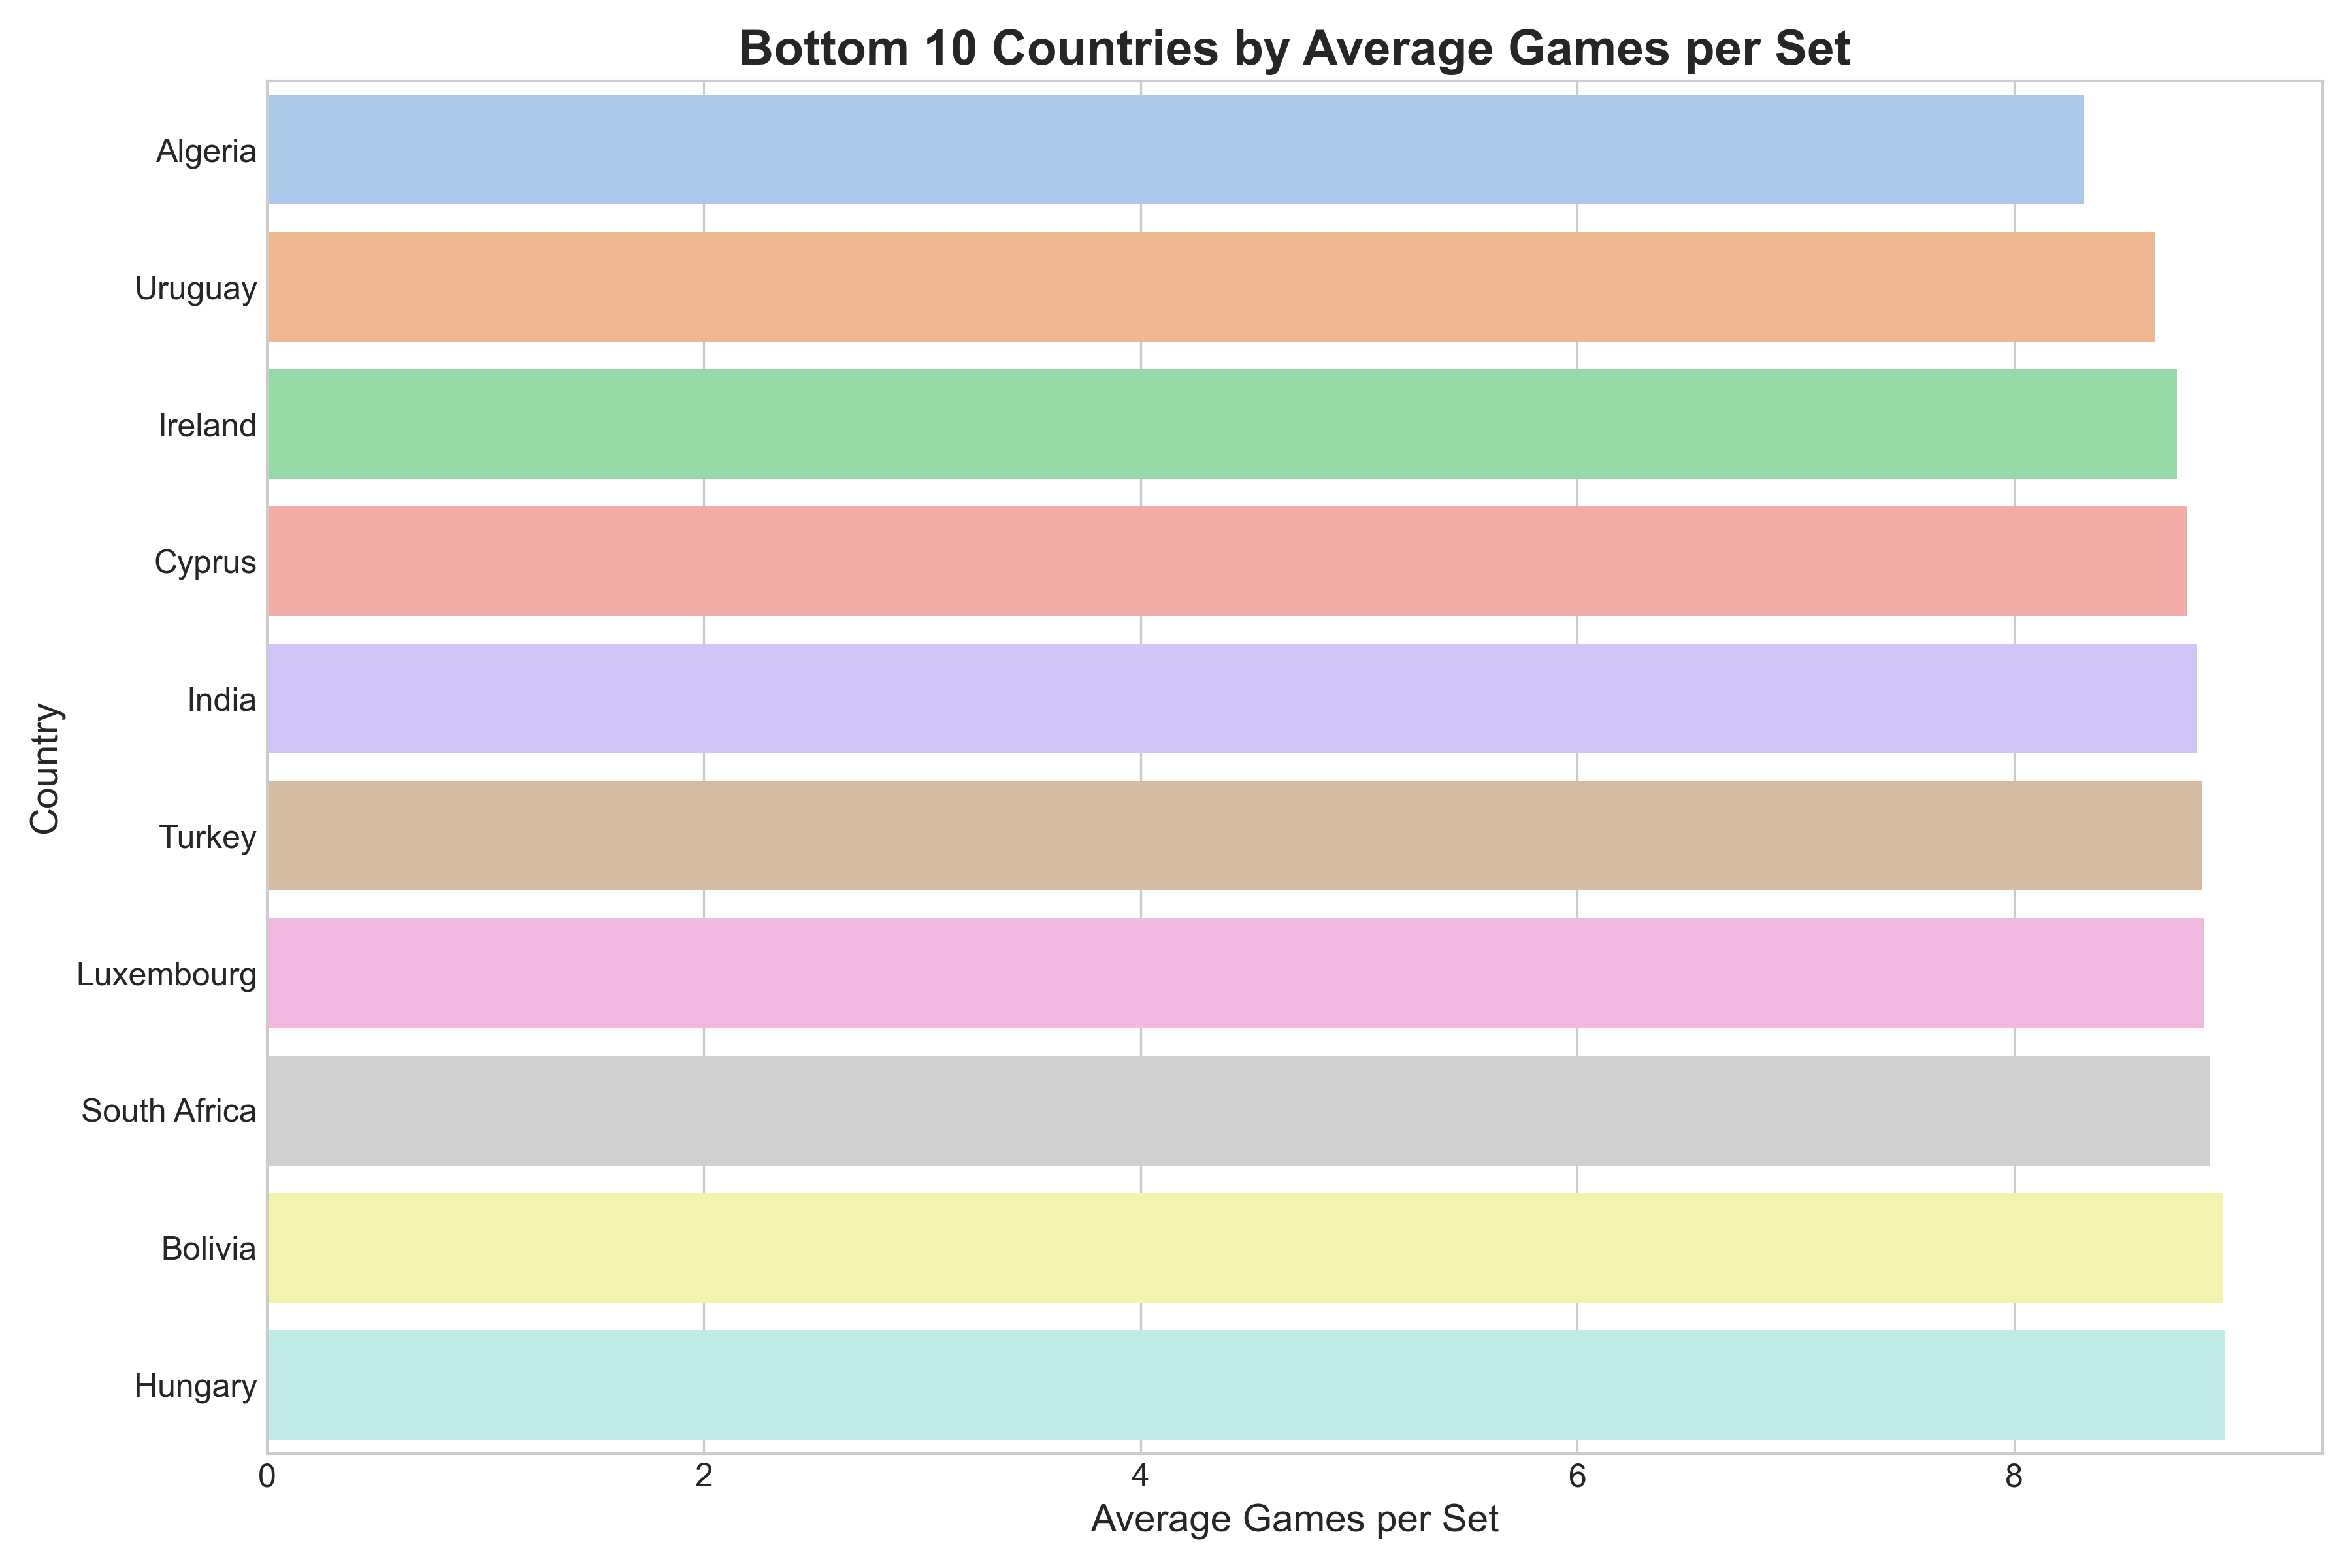 Bottom 10 Countries by Average Games per Set
Algeria
Uruguay
Ireland
Cyprus
India
Turkey
Luxembourg
South Africa
Bolivia
Hungary
Country
0 2 4 6 8
Average Games per Set